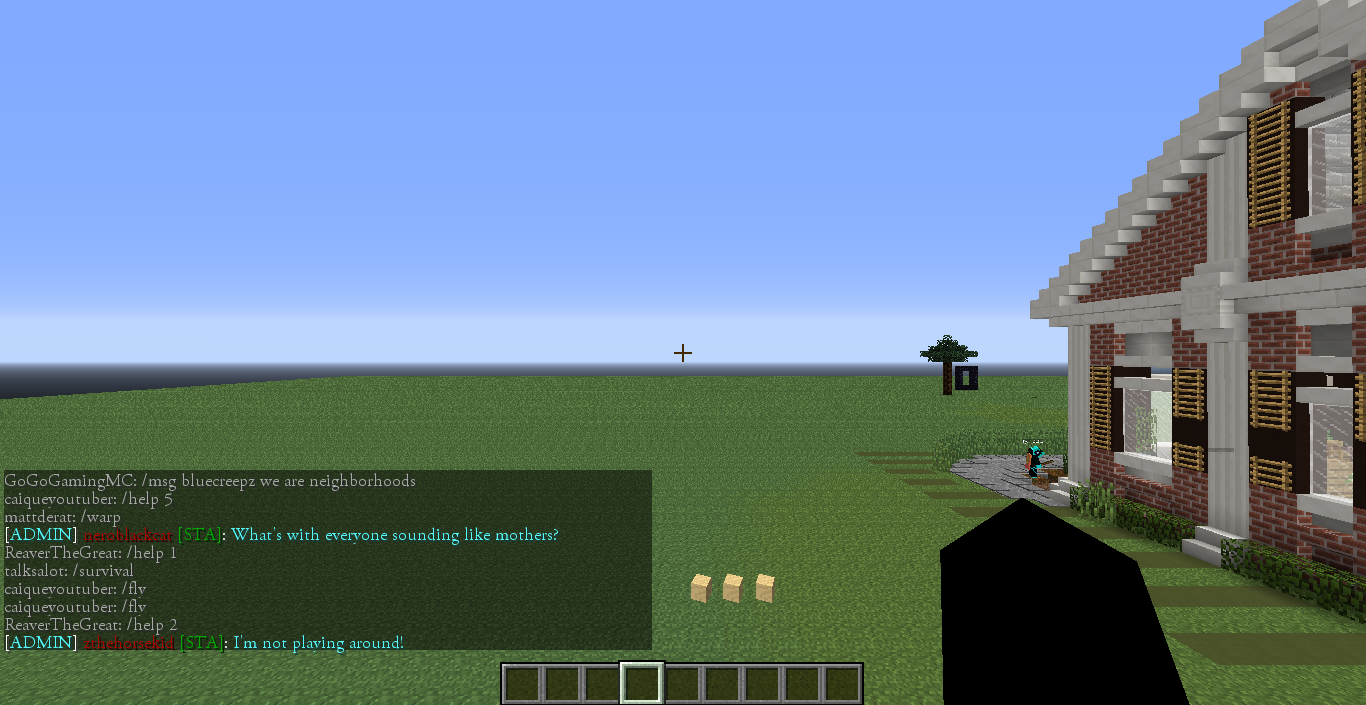 GoGoGamingMC: /msg bluecreepz we are neighborhoods
caiqueyoutuber: /help 5
mattderat: /warp
[ADMIN] [STA]: What's with everyone sounding like mothers?
ReaverTheGreat: /help 1
talksalot: /survival
caiqueyoutuber: /fly
caiqueyoutuber: /fly
ReaverTheGreat: /help 2
[ADMIN] [STA]: I'm not playing around!